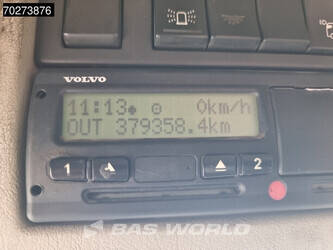 70273876
VOLVO
11:13 0km/h
OUT 379358.4km
1 2
BAS WORLD